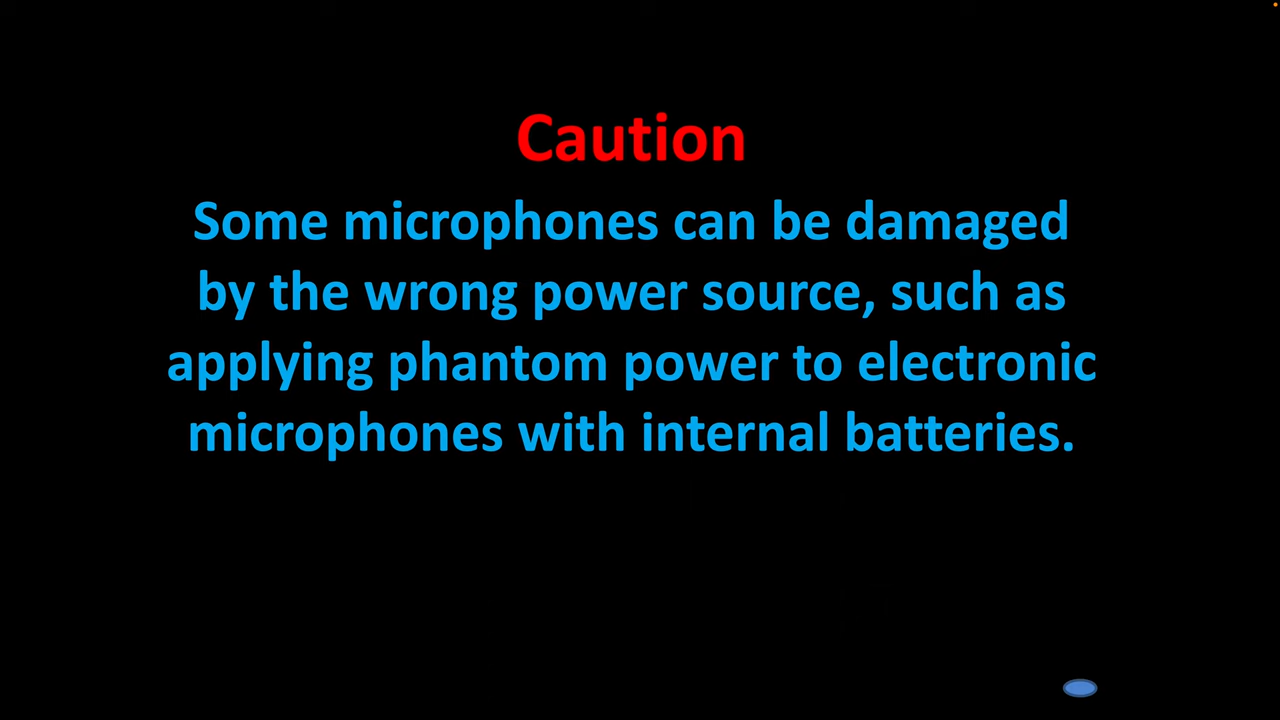 Caution
Some microphones can be damaged
by the wrong power source, such as
applying phantom power to electronic
microphones with internal batteries.